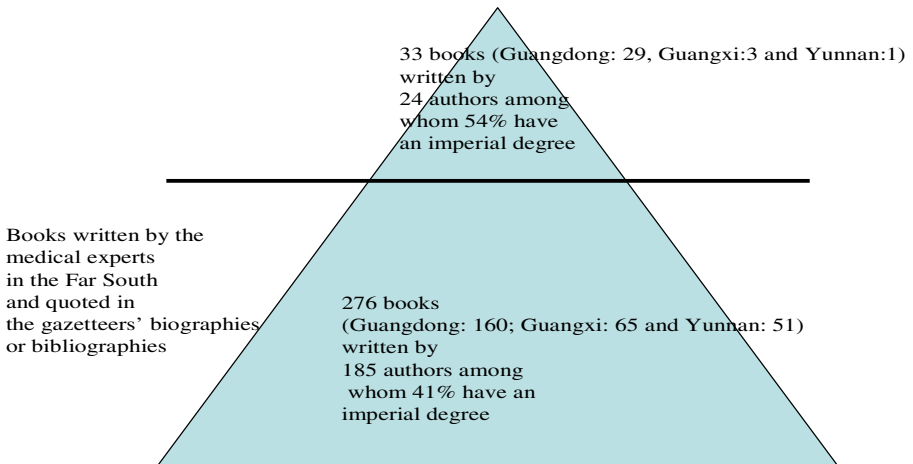 33 books (Guangdong: 29, Guangxi:3 and Yunnan:1)
written by
24 authors among
whom 54% have
an imperial degree
Books written by the
medical experts
in the Far South
and quoted in
the gazetteers’ biographies
or bibliographies
276 books
(Guangdong: 160; Guangxi: 65 and Yunnan: 51)
written by
185 authors among
whom 41% have an
imperial degree